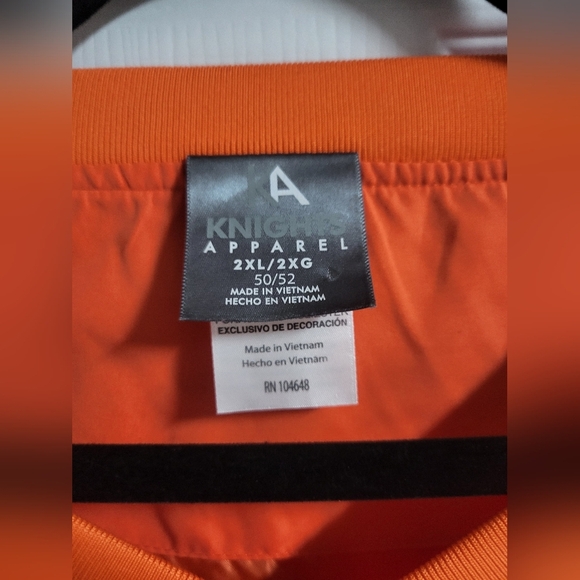 KA
KNIGHTS
APPAREL
2XL/2XG
50/52
MADE IN VIETNAM
HECHO EN VIETNAM
EXCLUSIVO DE DECORACIÓN
Made in Vietnam
Hecho en Vietnam
RN 104648